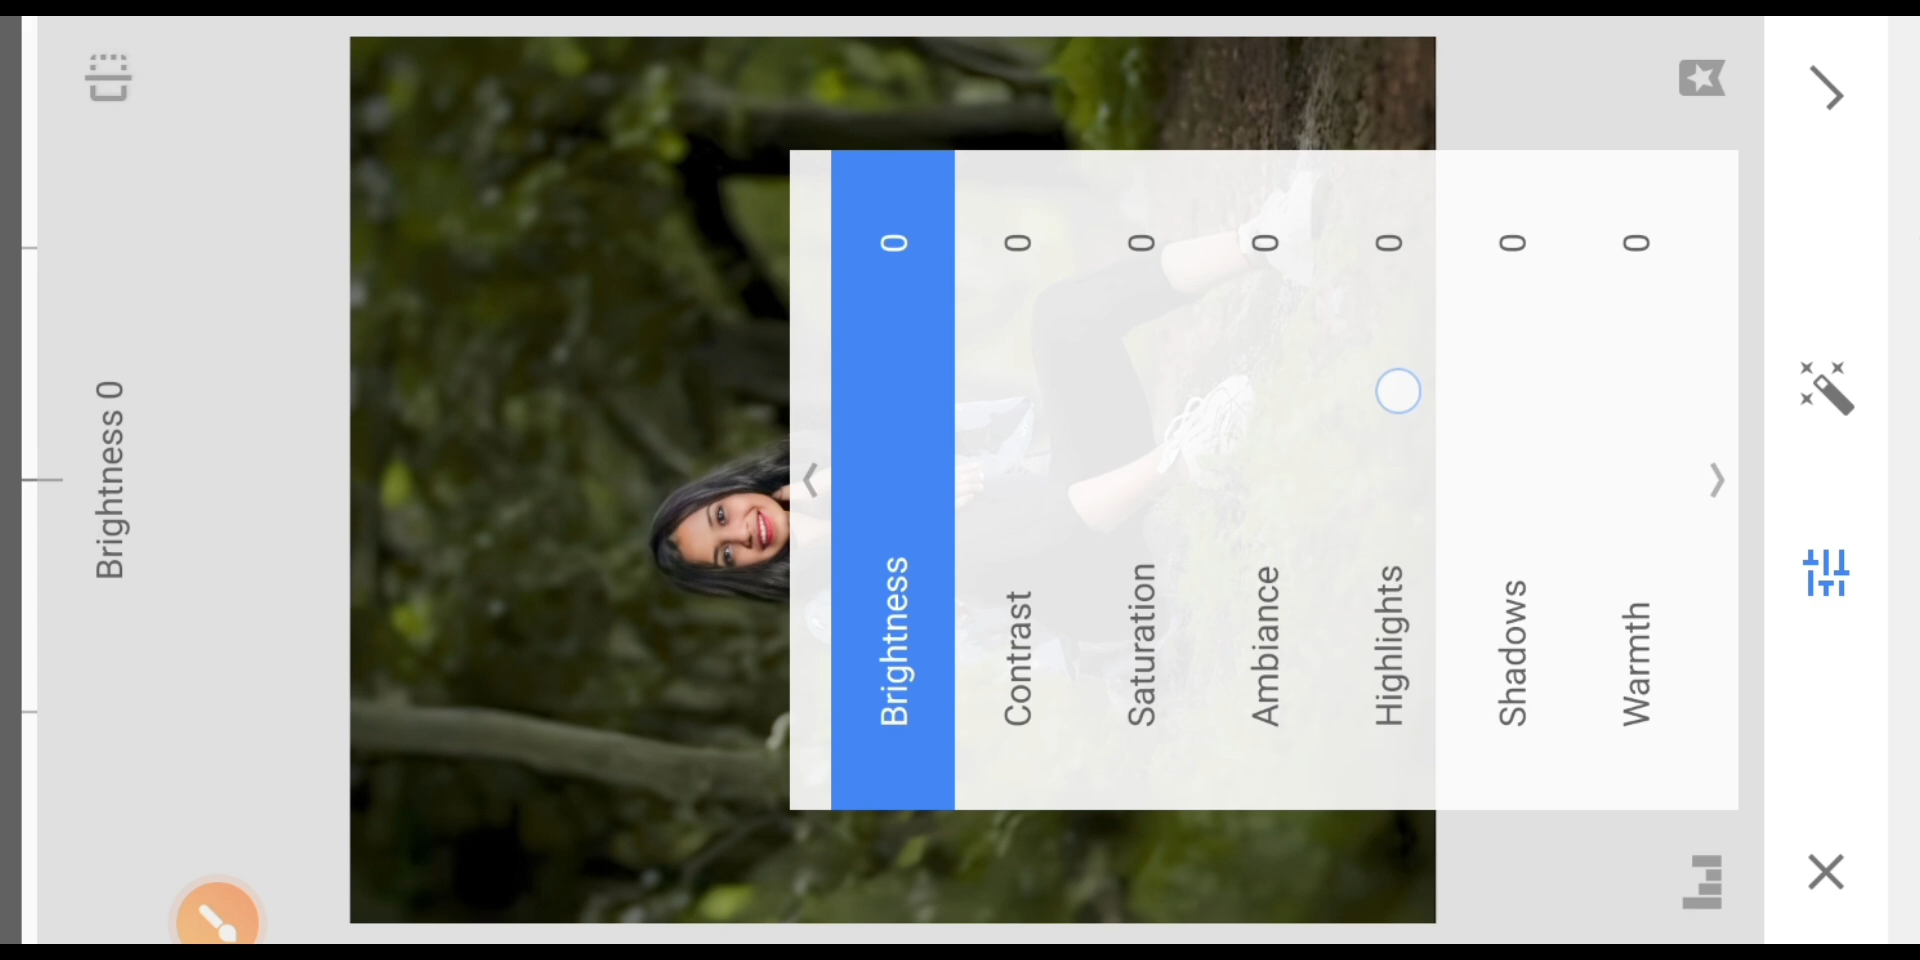 Brightness 0
Brightness 0
Contrast 0
Saturation 0
Ambiance 0
Highlights 0
Shadows 0
Warmth 0